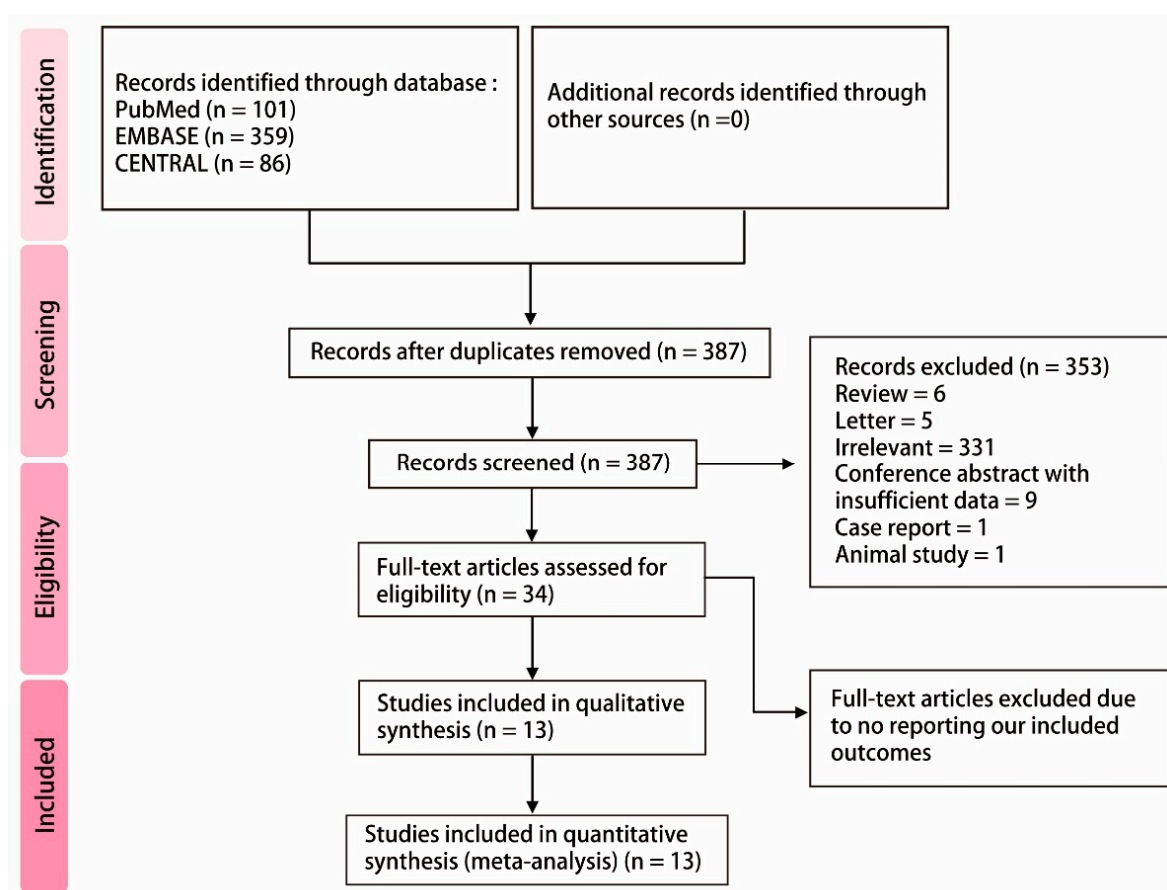 Identification
Records identified through database :
PubMed (n = 101)
EMBASE (n = 359)
CENTRAL (n = 86)
Additional records identified through
other sources (n =0)
Screening
Records after duplicates removed (n = 387)
Records screened (n = 387)
Records excluded (n = 353)
Review = 6
Letter = 5
Irrelevant = 331
Conference abstract with
insufficient data = 9
Case report = 1
Animal study = 1
Eligibility
Full-text articles assessed for
eligibility (n = 34)
Full-text articles excluded due
to no reporting our included
outcomes
Included
Studies included in qualitative
synthesis (n = 13)
Studies included in quantitative
synthesis (meta-analysis) (n = 13)